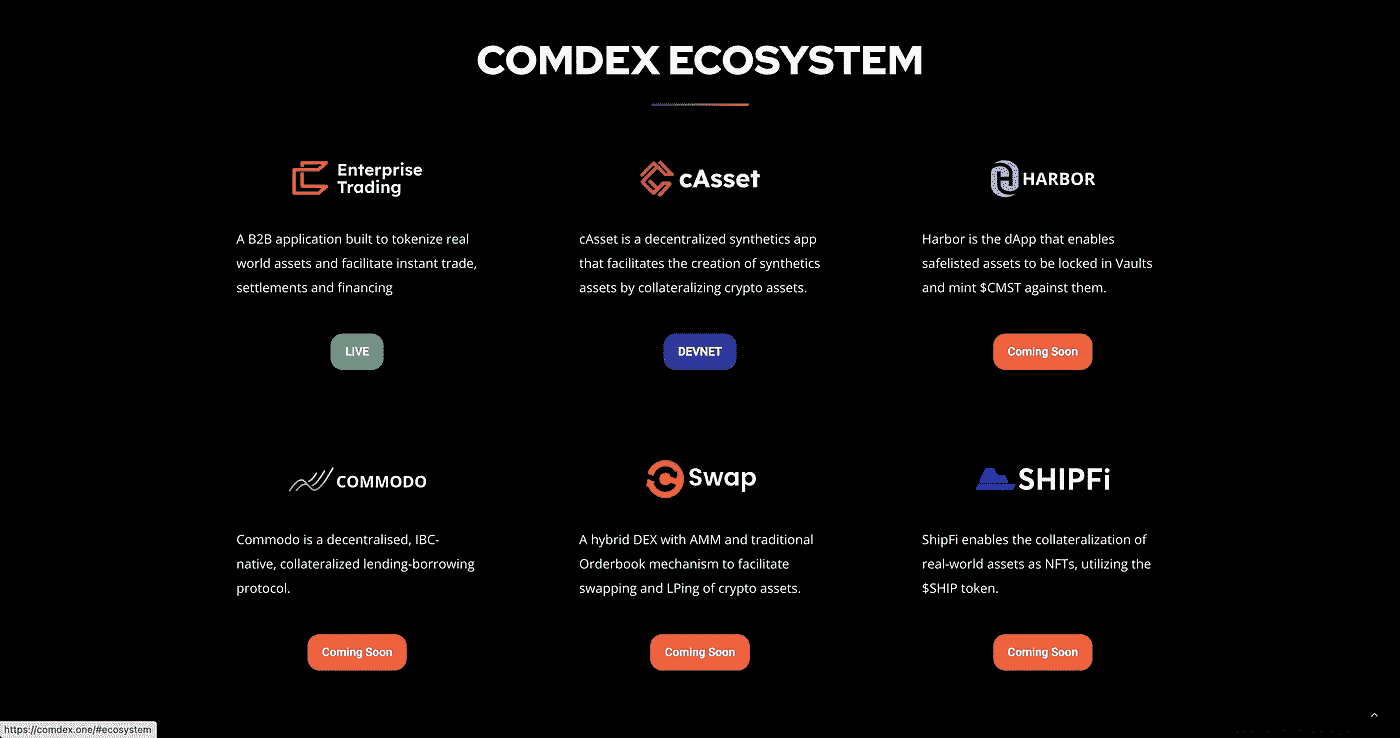 COMDEX ECOSYSTEM
Enterprise
Trading
A B2B application built to tokenize real
world assets and facilitate instant trade,
settlements and financing
LIVE
cAsset
cAsset is a decentralized synthetics app
that facilitates the creation of synthetics
assets by collateralizing crypto assets.
DEVNET
HARBOR
Harbor is the dApp that enables
safelisted assets to be locked in Vaults
and mint $CMST against them.
Coming Soon
COMMODO
Commodo is a decentralised, IBC-
native, collateralized lending-borrowing
protocol.
Coming Soon
Swap
A hybrid DEX with AMM and traditional
Orderbook mechanism to facilitate
swapping and LPing of crypto assets.
Coming Soon
SHIPFi
ShipFi enables the collateralization of
real-world assets as NFTs, utilizing the
$SHIP token.
Coming Soon
https://comdex.one/#ecosystem